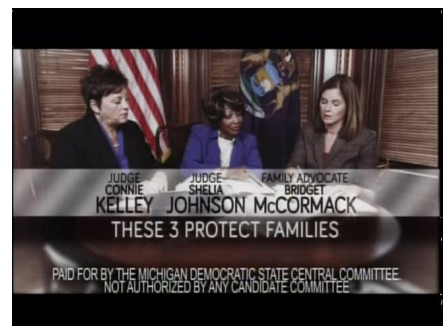 JUDGE JUDGE FAMILY ADVOCATE
CONNIE SHELIA BRIDGET
KELLEY JOHNSON McCORMACK
THESE 3 PROTECT FAMILIES
PAID FOR BY THE MICHIGAN DEMOCRATIC STATE CENTRAL COMMITTEE
NOT AUTHORIZED BY ANY CANDIDATE COMMITTEE